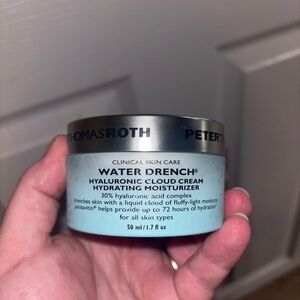 THOMASROTH PETER
CLINICAL SKIN CARE
WATER DRENCH®
HYALURONIC CLOUD CREAM
HYDRATING MOISTURIZER
30% hyaluronic acid complex
drenches skin with a liquid cloud of fluffy-light moisture
pentavitin® helps provide up to 72 hours of hydration
for all skin types
50 ml / 1.7 fl oz